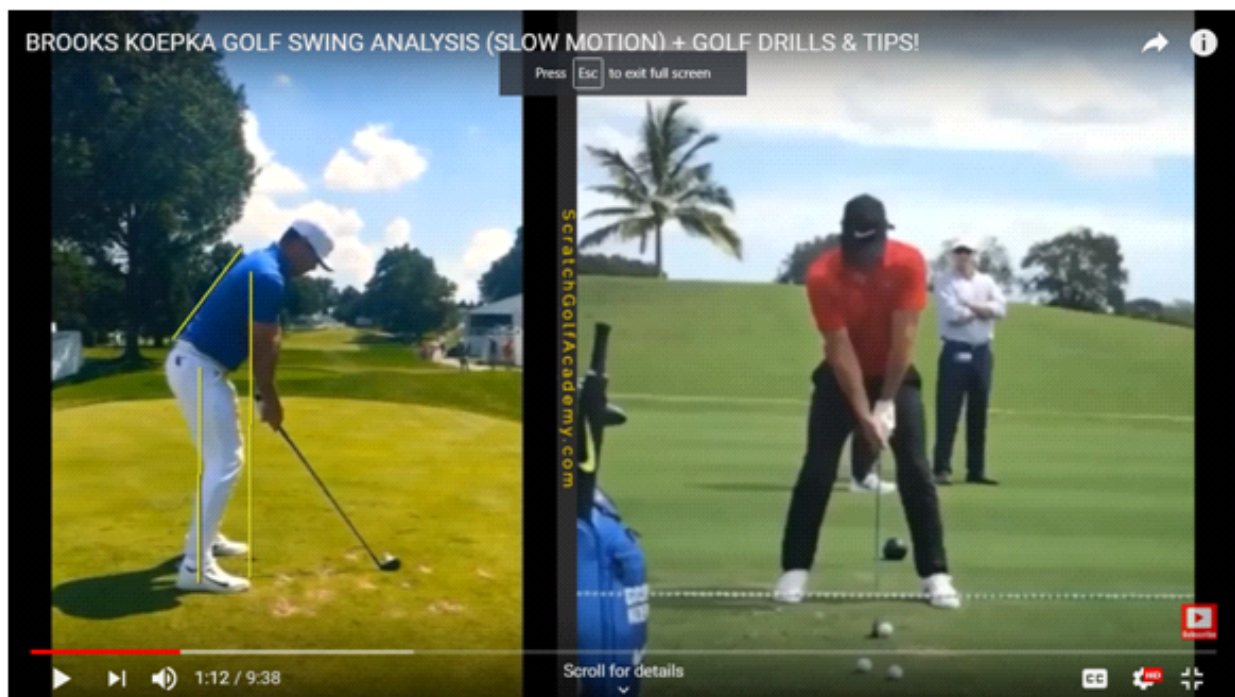 BROOKS KOEPKA GOLF SWING ANALYSIS (SLOW MOTION) + GOLF DRILLS & TIPS!
Press Esc to exit full screen
ScratchGolfAcademy.com
1:12 / 9:38
Scroll for details
CC
HD
Subscribe